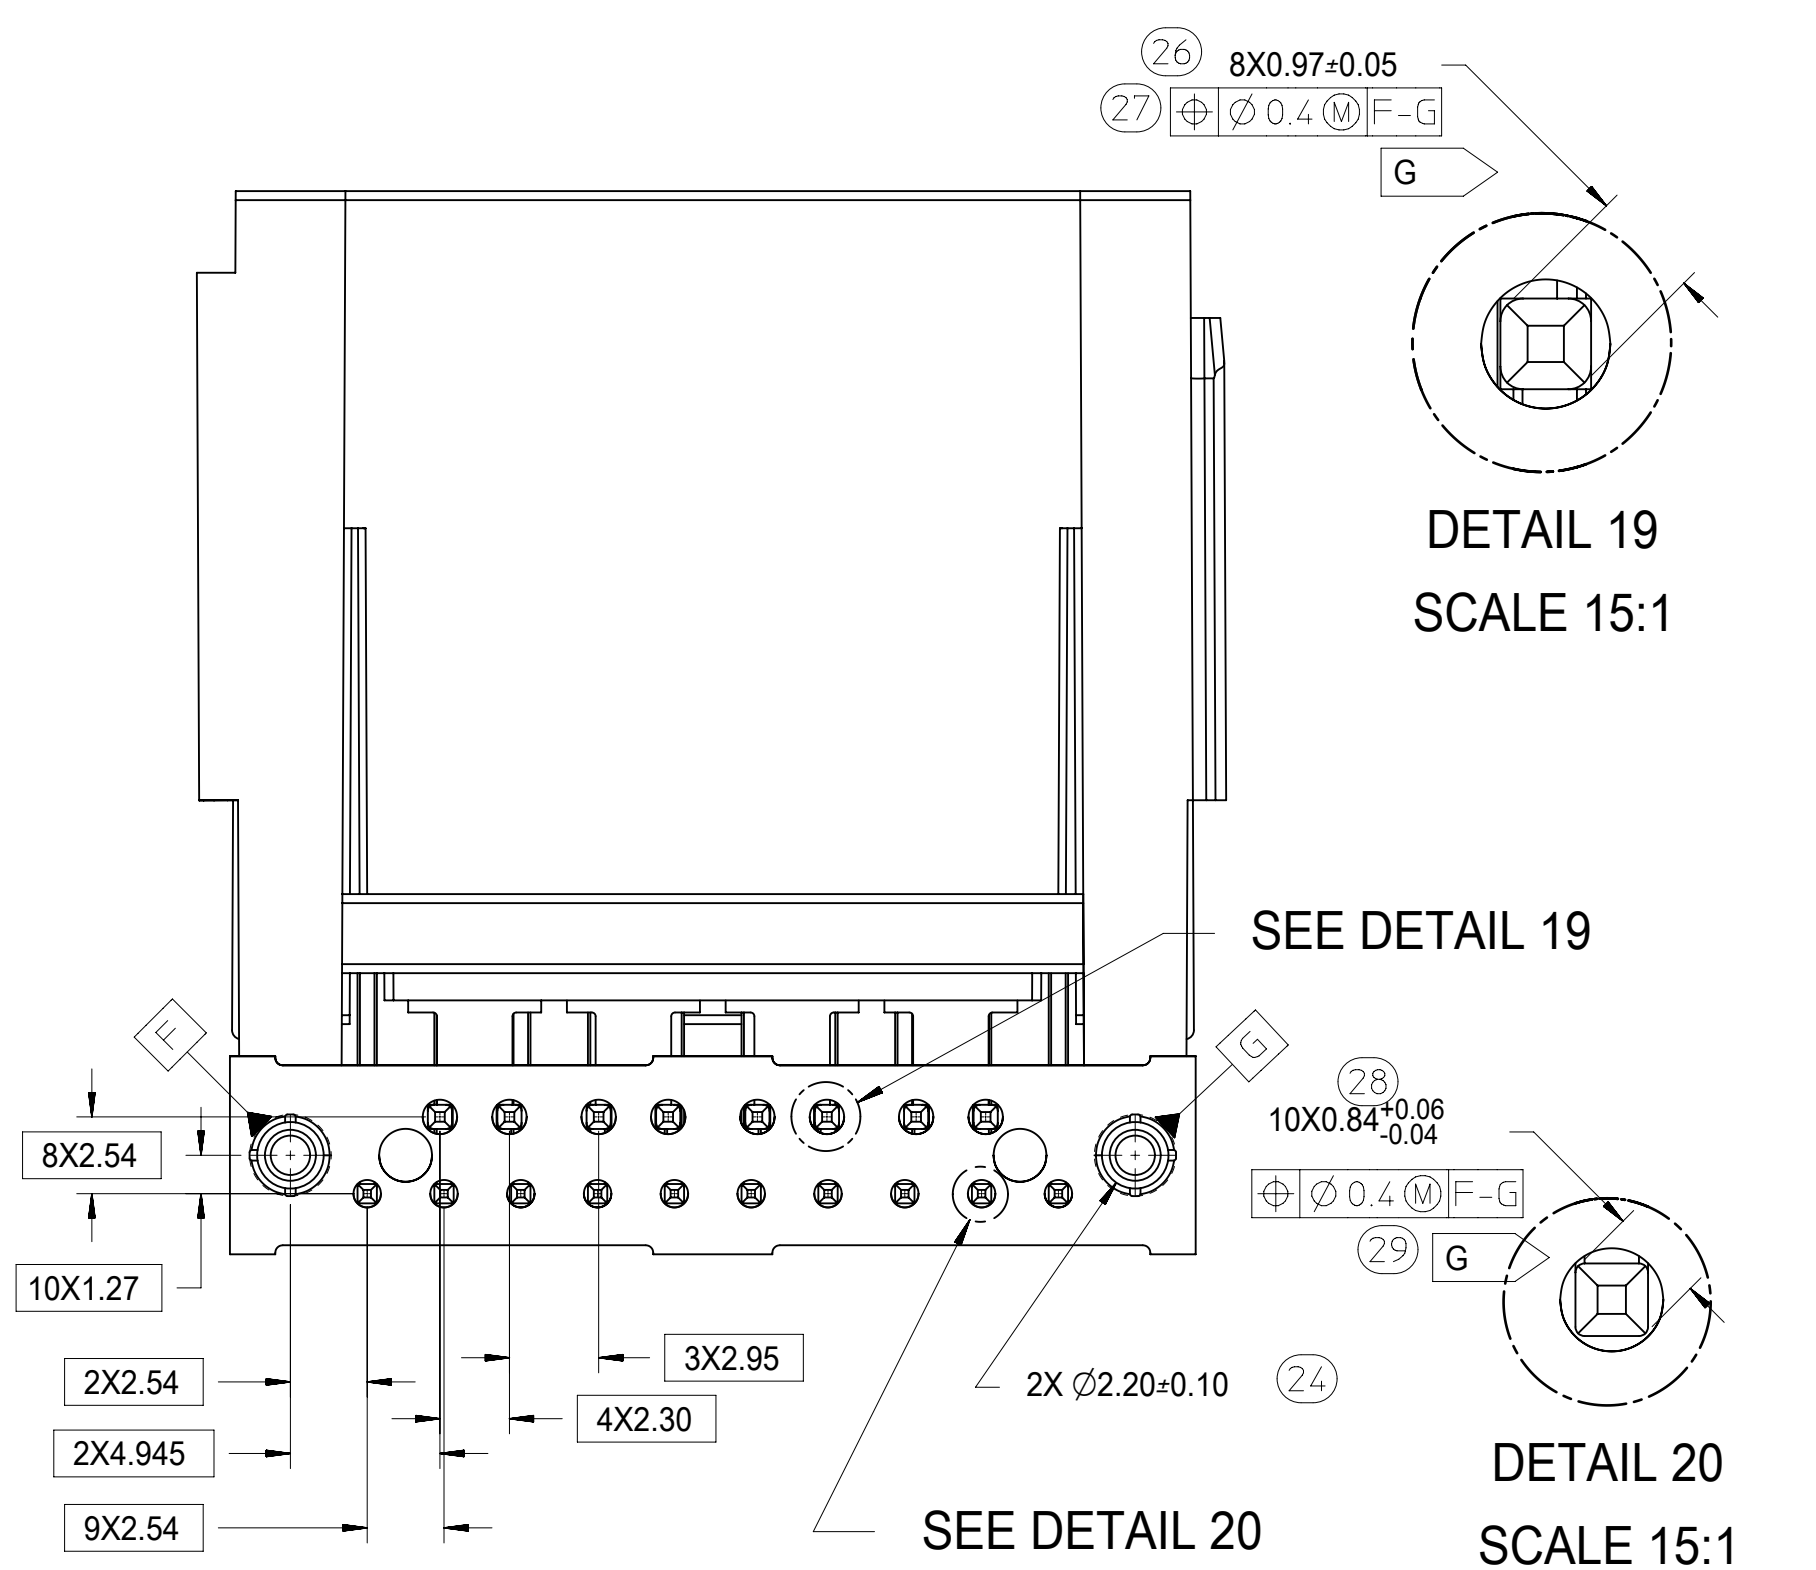 26
8X0.97±0.05
27
⌖ ∅ 0.4 Ⓜ F-G
G
DETAIL 19
SCALE 15:1
SEE DETAIL 19
F
G
28
10X0.84 +0.06 -0.04
⌖ ∅ 0.4 Ⓜ F-G
29
G
8X2.54
10X1.27
3X2.95
2X2.54
2X ∅2.20±0.10
24
4X2.30
2X4.945
DETAIL 20
9X2.54
SEE DETAIL 20
SCALE 15:1